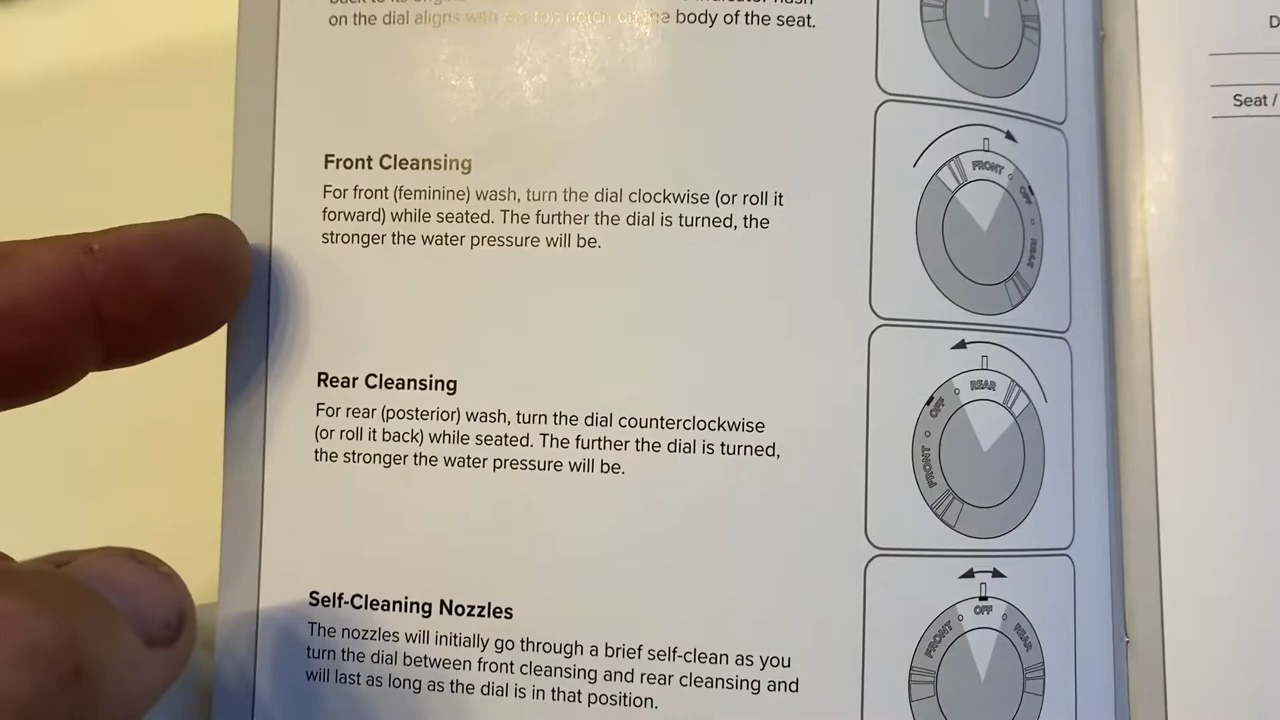 on the dial aligns with the top notch on the body of the seat.
Front Cleansing
For front (feminine) wash, turn the dial clockwise (or roll it
forward) while seated. The further the dial is turned, the
stronger the water pressure will be.
Rear Cleansing
For rear (posterior) wash, turn the dial counterclockwise
(or roll it back) while seated. The further the dial is turned,
the stronger the water pressure will be.
Self-Cleaning Nozzles
The nozzles will initially go through a brief self-clean as you
turn the dial between front cleansing and rear cleansing and
will last as long as the dial is in that position.
FRONT
OFF
REAR
REAR
OFF
FRONT
OFF
FRONT
REAR
Seat /